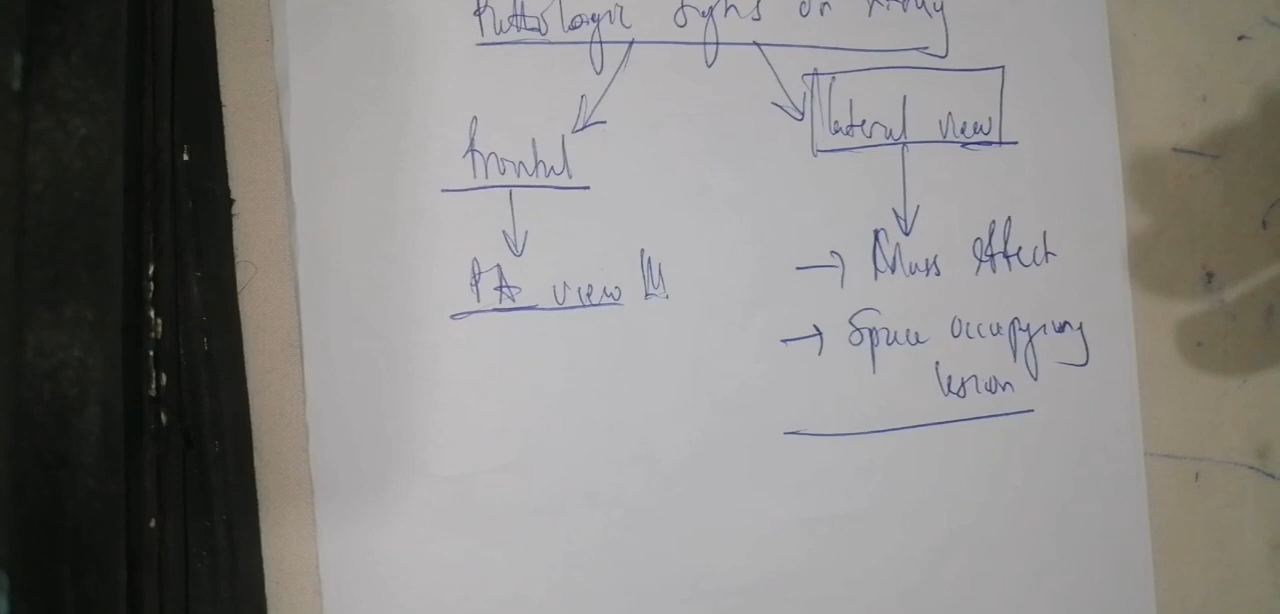 Pathologic signs on X-ray
frontal
lateral view
PA view
→ Mass effect
→ Space occupying
lesion